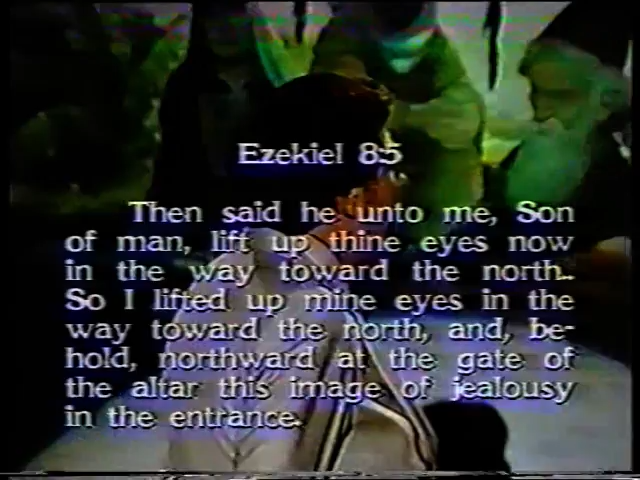 Ezekiel 8:5
Then said he unto me, Son
of man, lift up thine eyes now
in the way toward the north..
So I lifted up mine eyes in the
way toward the north, and, be-
hold, northward at the gate of
the altar this image of jealousy
in the entrance.